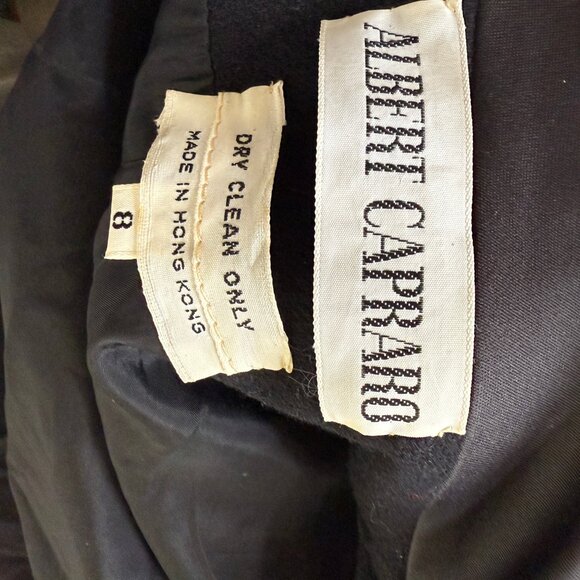 ALBERT CAPRARO
DRY CLEAN ONLY
MADE IN HONG KONG
8